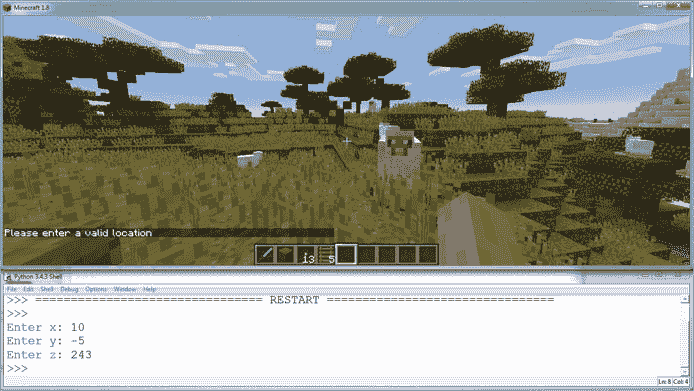 Minecraft 1.8
Please enter a valid location
13 5
Python 3.4.3 Shell
File Edit Shell Debug Options Window Help
>>> ============================== RESTART ==============================
>>>
Enter x: 10
Enter y: -5
Enter z: 243
>>>
Ln: 8 Col: 4